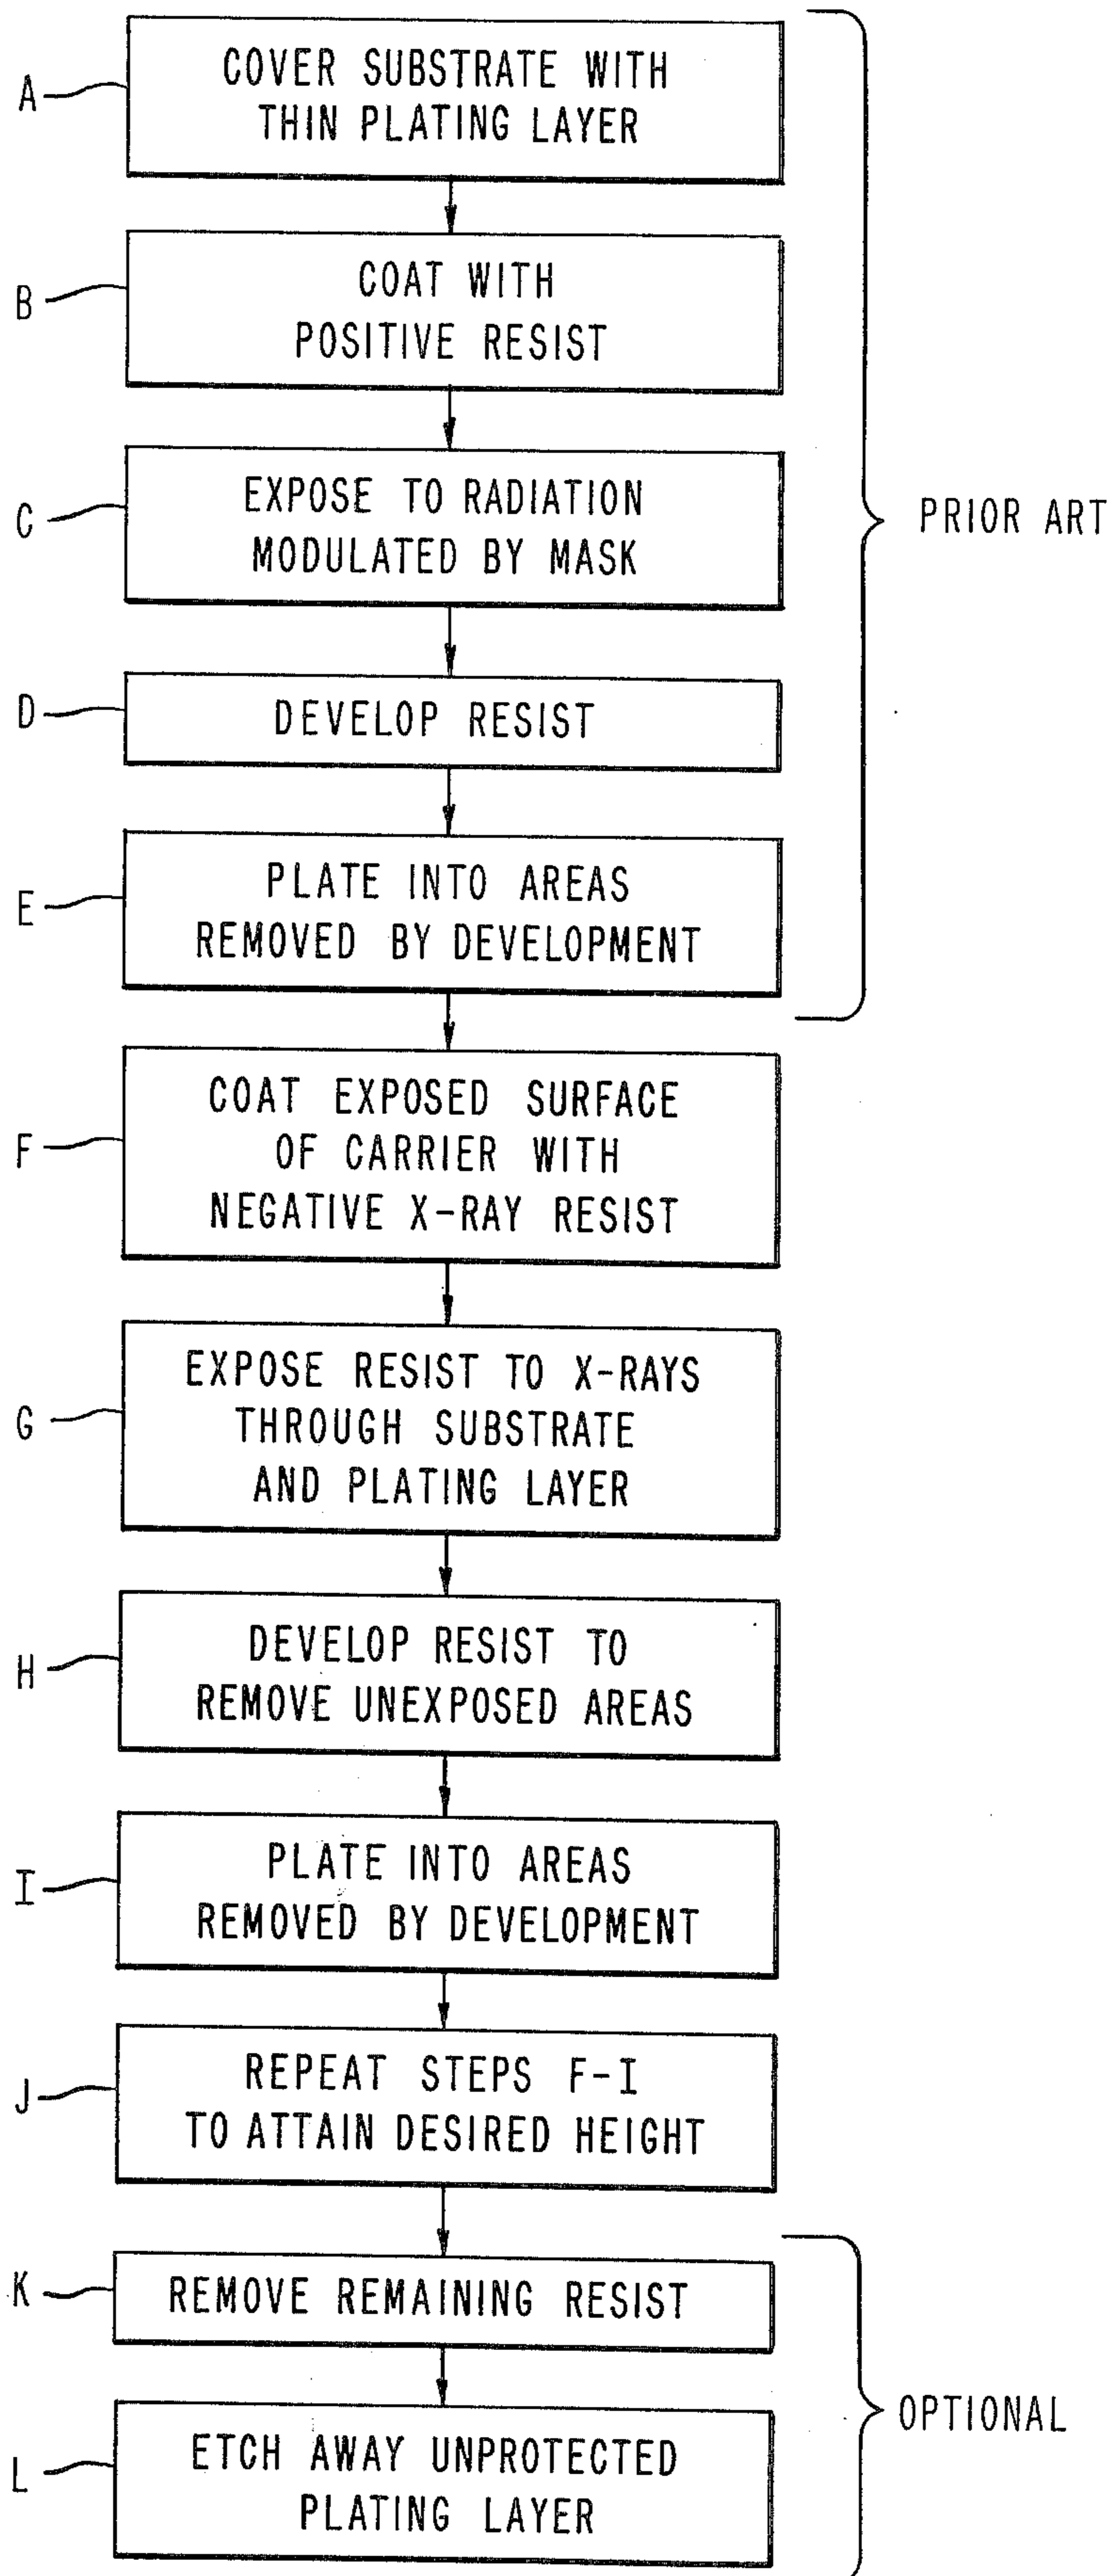 A
COVER SUBSTRATE WITH
THIN PLATING LAYER
B
COAT WITH
POSITIVE RESIST
C
EXPOSE TO RADIATION
MODULATED BY MASK
PRIOR ART
D
DEVELOP RESIST
E
PLATE INTO AREAS
REMOVED BY DEVELOPMENT
F
COAT EXPOSED SURFACE
OF CARRIER WITH
NEGATIVE X-RAY RESIST
G
EXPOSE RESIST TO X-RAYS
THROUGH SUBSTRATE
AND PLATING LAYER
H
DEVELOP RESIST TO
REMOVE UNEXPOSED AREAS
I
PLATE INTO AREAS
REMOVED BY DEVELOPMENT
J
REPEAT STEPS F-I
TO ATTAIN DESIRED HEIGHT
K
REMOVE REMAINING RESIST
OPTIONAL
L
ETCH AWAY UNPROTECTED
PLATING LAYER